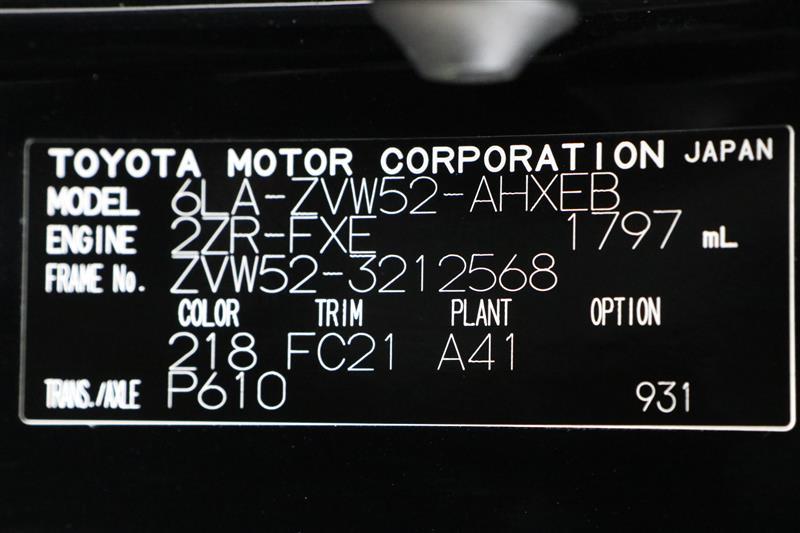 TOYOTA MOTOR CORPORATION JAPAN
MODEL 6LA-ZVW52-AHXEB
ENGINE 2ZR-FXE 1797 mL
FRAME No. ZVW52-3212568
COLOR TRIM PLANT OPTION
218 FC21 A41
TRANS./AXLE P610 931